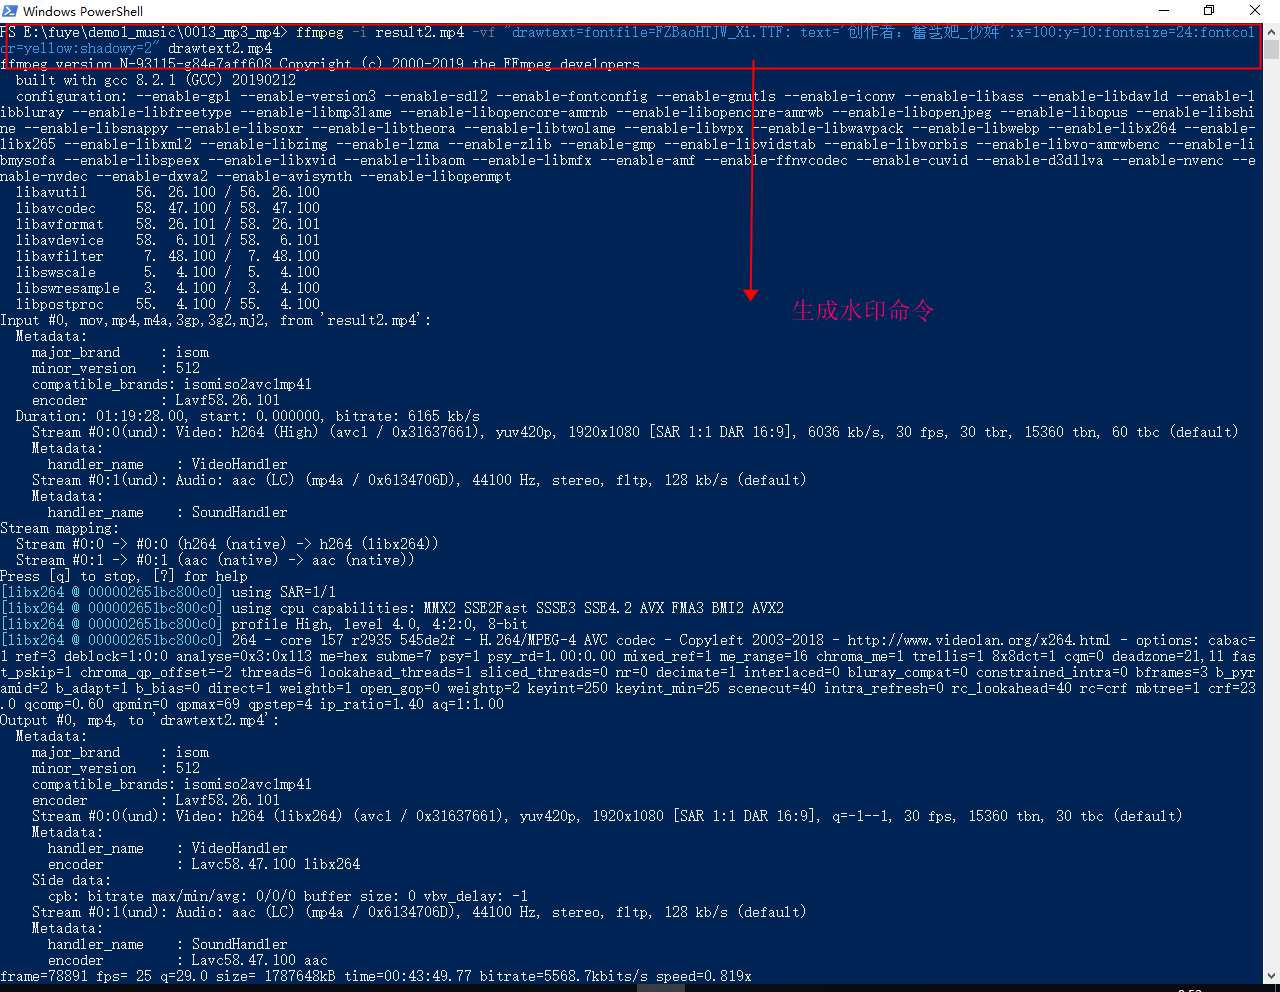 Windows PowerShell
PS E:\fuye\demo1_music\0013_mp3_mp4> ffmpeg -i result2.mp4 -vf "drawtext=fontfile=FZBaoHTJW_Xi.TTF: text='创作者：奮芝妑_仯姩':x=100:y=10:fontsize=24:fontcol
or=yellow:shadowy=2" drawtext2.mp4
ffmpeg version N-93115-g84e7aff608 Copyright (c) 2000-2019 the FFmpeg developers
built with gcc 8.2.1 (GCC) 20190212
configuration: --enable-gpl --enable-version3 --enable-sdl2 --enable-fontconfig --enable-gnutls --enable-iconv --enable-libass --enable-libdav1d --enable-l
ibbluray --enable-libfreetype --enable-libmp3lame --enable-libopencore-amrnb --enable-libopencore-amrwb --enable-libopenjpeg --enable-libopus --enable-libshi
ne --enable-libsnappy --enable-libsoxr --enable-libtheora --enable-libtwolame --enable-libvpx --enable-libwavpack --enable-libwebp --enable-libx264 --enable-
libx265 --enable-libxml2 --enable-libzimg --enable-lzma --enable-zlib --enable-gmp --enable-libvidstab --enable-libvorbis --enable-libvo-amrwbenc --enable-li
bmysofa --enable-libspeex --enable-libxvid --enable-libaom --enable-libmfx --enable-amf --enable-ffnvcodec --enable-cuvid --enable-d3d11va --enable-nvenc --e
nable-nvdec --enable-dxva2 --enable-avisynth --enable-libopenmpt
libavutil      56. 26.100 / 56. 26.100
libavcodec     58. 47.100 / 58. 47.100
libavformat    58. 26.101 / 58. 26.101
libavdevice    58.  6.101 / 58.  6.101
libavfilter     7. 48.100 /  7. 48.100
libswscale      5.  4.100 /  5.  4.100
libswresample   3.  4.100 /  3.  4.100
libpostproc    55.  4.100 / 55.  4.100
生成水印命令
Input #0, mov,mp4,m4a,3gp,3g2,mj2, from 'result2.mp4':
Metadata:
major_brand     : isom
minor_version   : 512
compatible_brands: isomiso2avc1mp41
encoder         : Lavf58.26.101
Duration: 01:19:28.00, start: 0.000000, bitrate: 6165 kb/s
Stream #0:0(und): Video: h264 (High) (avc1 / 0x31637661), yuv420p, 1920x1080 [SAR 1:1 DAR 16:9], 6036 kb/s, 30 fps, 30 tbr, 15360 tbn, 60 tbc (default)
Metadata:
handler_name    : VideoHandler
Stream #0:1(und): Audio: aac (LC) (mp4a / 0x6134706D), 44100 Hz, stereo, fltp, 128 kb/s (default)
Metadata:
handler_name    : SoundHandler
Stream mapping:
Stream #0:0 -> #0:0 (h264 (native) -> h264 (libx264))
Stream #0:1 -> #0:1 (aac (native) -> aac (native))
Press [q] to stop, [?] for help
[libx264 @ 000002651bc800c0] using SAR=1/1
[libx264 @ 000002651bc800c0] using cpu capabilities: MMX2 SSE2Fast SSSE3 SSE4.2 AVX FMA3 BMI2 AVX2
[libx264 @ 000002651bc800c0] profile High, level 4.0, 4:2:0, 8-bit
[libx264 @ 000002651bc800c0] 264 - core 157 r2935 545de2f - H.264/MPEG-4 AVC codec - Copyleft 2003-2018 - http://www.videolan.org/x264.html - options: cabac=
1 ref=3 deblock=1:0:0 analyse=0x3:0x113 me=hex subme=7 psy=1 psy_rd=1.00:0.00 mixed_ref=1 me_range=16 chroma_me=1 trellis=1 8x8dct=1 cqm=0 deadzone=21,11 fas
t_pskip=1 chroma_qp_offset=-2 threads=6 lookahead_threads=1 sliced_threads=0 nr=0 decimate=1 interlaced=0 bluray_compat=0 constrained_intra=0 bframes=3 b_pyr
amid=2 b_adapt=1 b_bias=0 direct=1 weightb=1 open_gop=0 weightp=2 keyint=250 keyint_min=25 scenecut=40 intra_refresh=0 rc_lookahead=40 rc=crf mbtree=1 crf=23
.0 qcomp=0.60 qpmin=0 qpmax=69 qpstep=4 ip_ratio=1.40 aq=1:1.00
Output #0, mp4, to 'drawtext2.mp4':
Metadata:
major_brand     : isom
minor_version   : 512
compatible_brands: isomiso2avc1mp41
encoder         : Lavf58.26.101
Stream #0:0(und): Video: h264 (libx264) (avc1 / 0x31637661), yuv420p, 1920x1080 [SAR 1:1 DAR 16:9], q=-1--1, 30 fps, 15360 tbn, 30 tbc (default)
Metadata:
handler_name    : VideoHandler
encoder         : Lavc58.47.100 libx264
Side data:
cpb: bitrate max/min/avg: 0/0/0 buffer size: 0 vbv_delay: -1
Stream #0:1(und): Audio: aac (LC) (mp4a / 0x6134706D), 44100 Hz, stereo, fltp, 128 kb/s (default)
Metadata:
handler_name    : SoundHandler
encoder         : Lavc58.47.100 aac
frame=78891 fps= 25 q=29.0 size= 1787648kB time=00:43:49.77 bitrate=5568.7kbits/s speed=0.819x